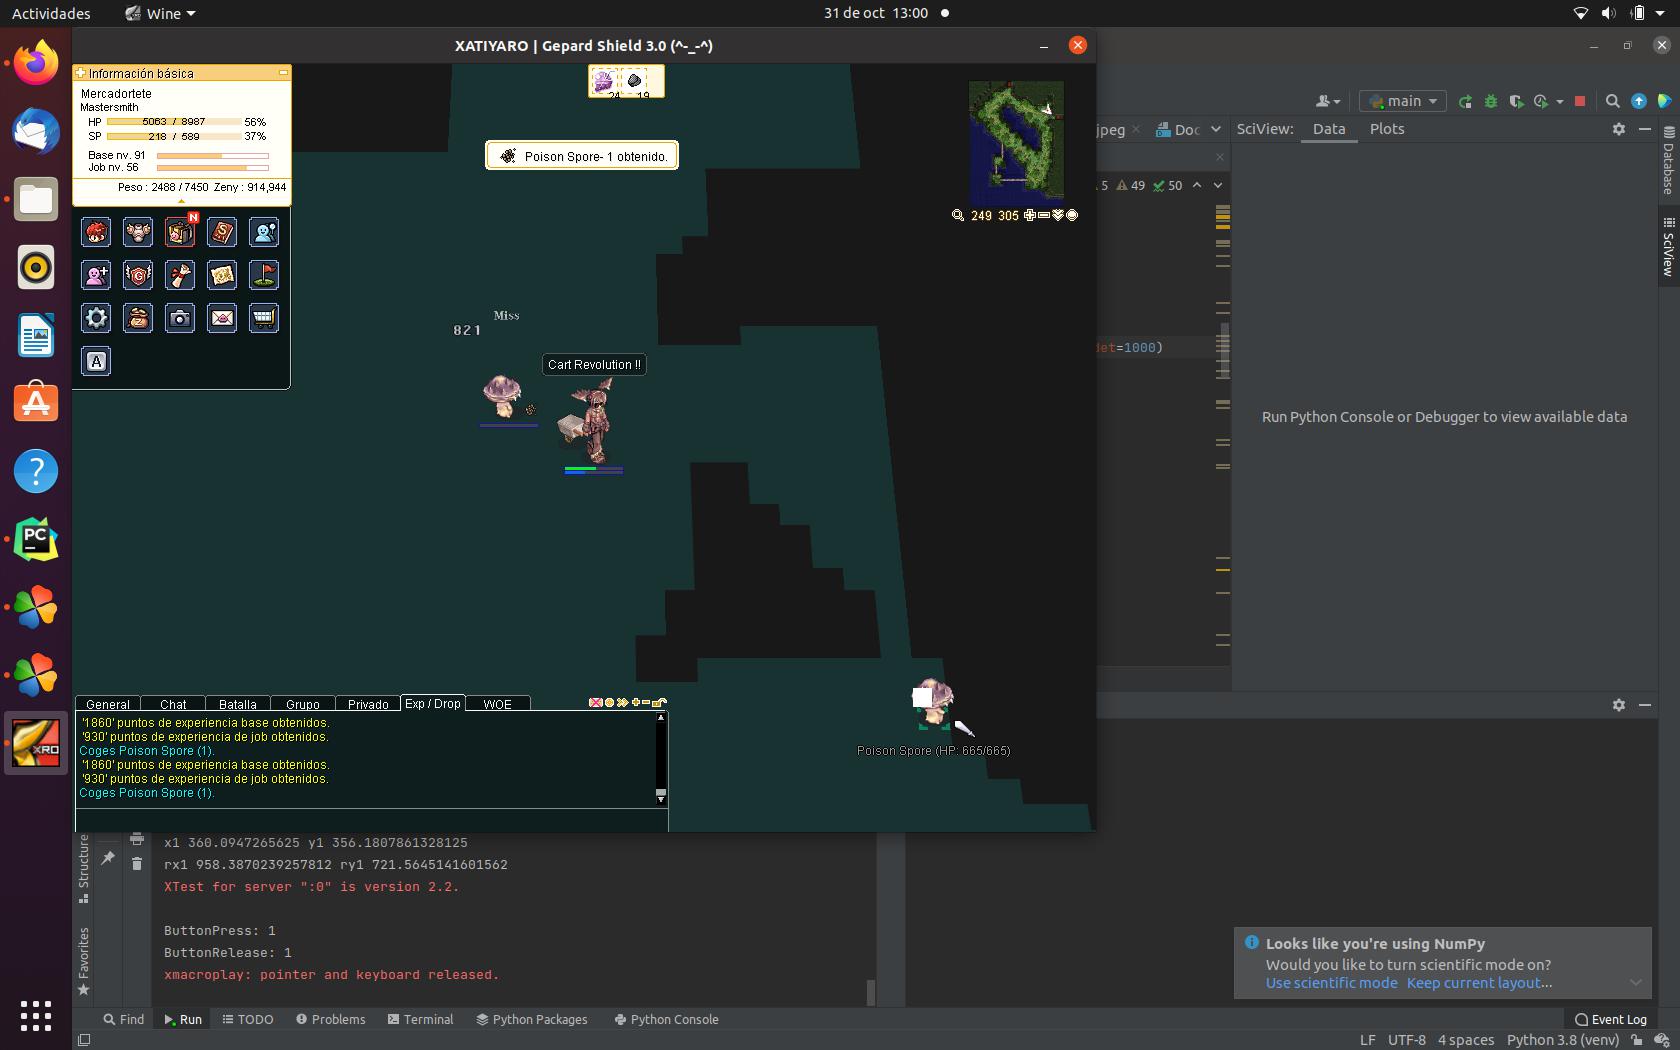 Actividades
Wine
31 de oct 13:00
XATIYARO | Gepard Shield 3.0 (^-_-^)
Información básica
Mercadortete
Mastersmith
HP 5063 / 8987 56%
SP 218 / 589 37%
Base nv. 91
Job nv. 56
Peso : 2488 / 7450 Zeny : 914,944
N
S
G
A
24 19
Poison Spore- 1 obtenido.
249 305
Miss
821
Cart Revolution !!
Poison Spore (HP: 665/665)
General Chat Batalla Grupo Privado Exp / Drop WOE
'1860' puntos de experiencia base obtenidos.
'930' puntos de experiencia de job obtenidos.
Coges Poison Spore (1).
'1860' puntos de experiencia base obtenidos.
'930' puntos de experiencia de job obtenidos.
Coges Poison Spore (1).
main
jpeg
Doc
SciView: Data Plots
5 49 50
det=1000)
Run Python Console or Debugger to view available data
Database
SciView
PC
XRO
x1 360.0947265625 y1 356.1807861328125
rx1 958.3870239257812 ry1 721.5645141601562
XTest for server ":0" is version 2.2.
ButtonPress: 1
ButtonRelease: 1
xmacroplay: pointer and keyboard released.
Structure
Favorites
Looks like you're using NumPy
Would you like to turn scientific mode on?
Use scientific mode Keep current layout...
Find Run TODO Problems Terminal Python Packages Python Console
Event Log
LF UTF-8 4 spaces Python 3.8 (venv)